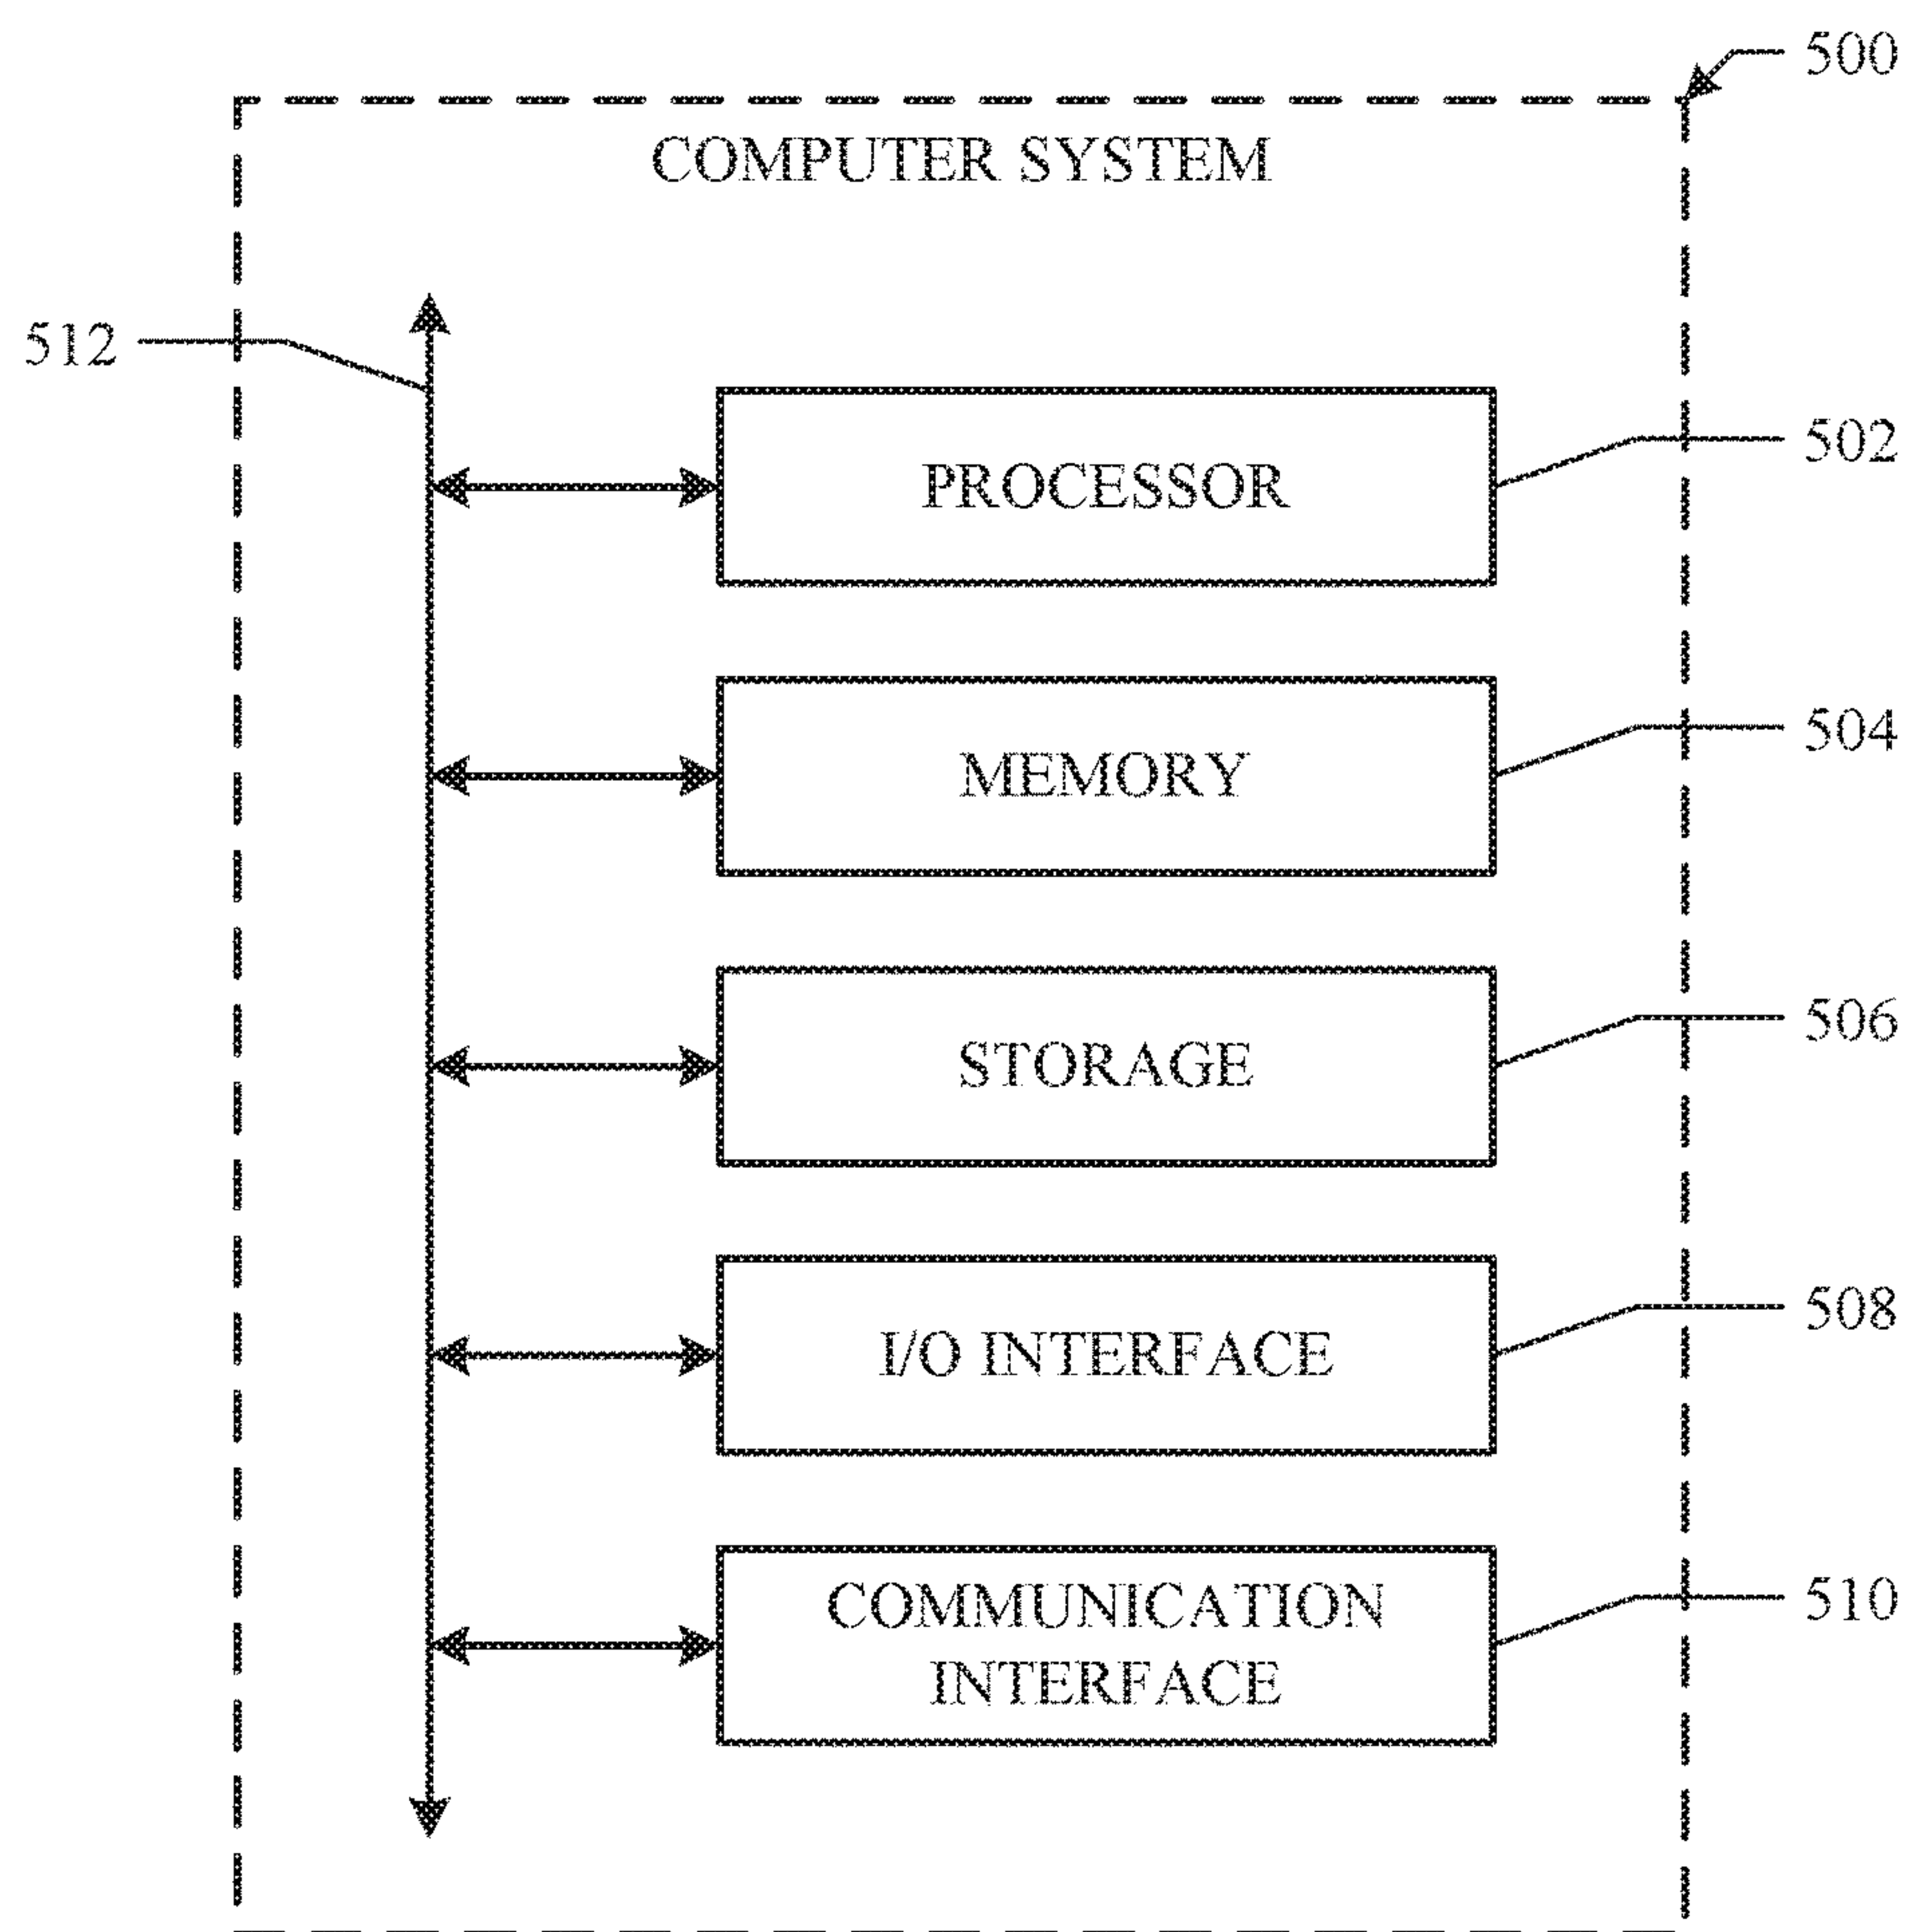 500
COMPUTER SYSTEM
512
PROCESSOR
502
MEMORY
504
STORAGE
506
I/O INTERFACE
508
COMMUNICATION
INTERFACE
510